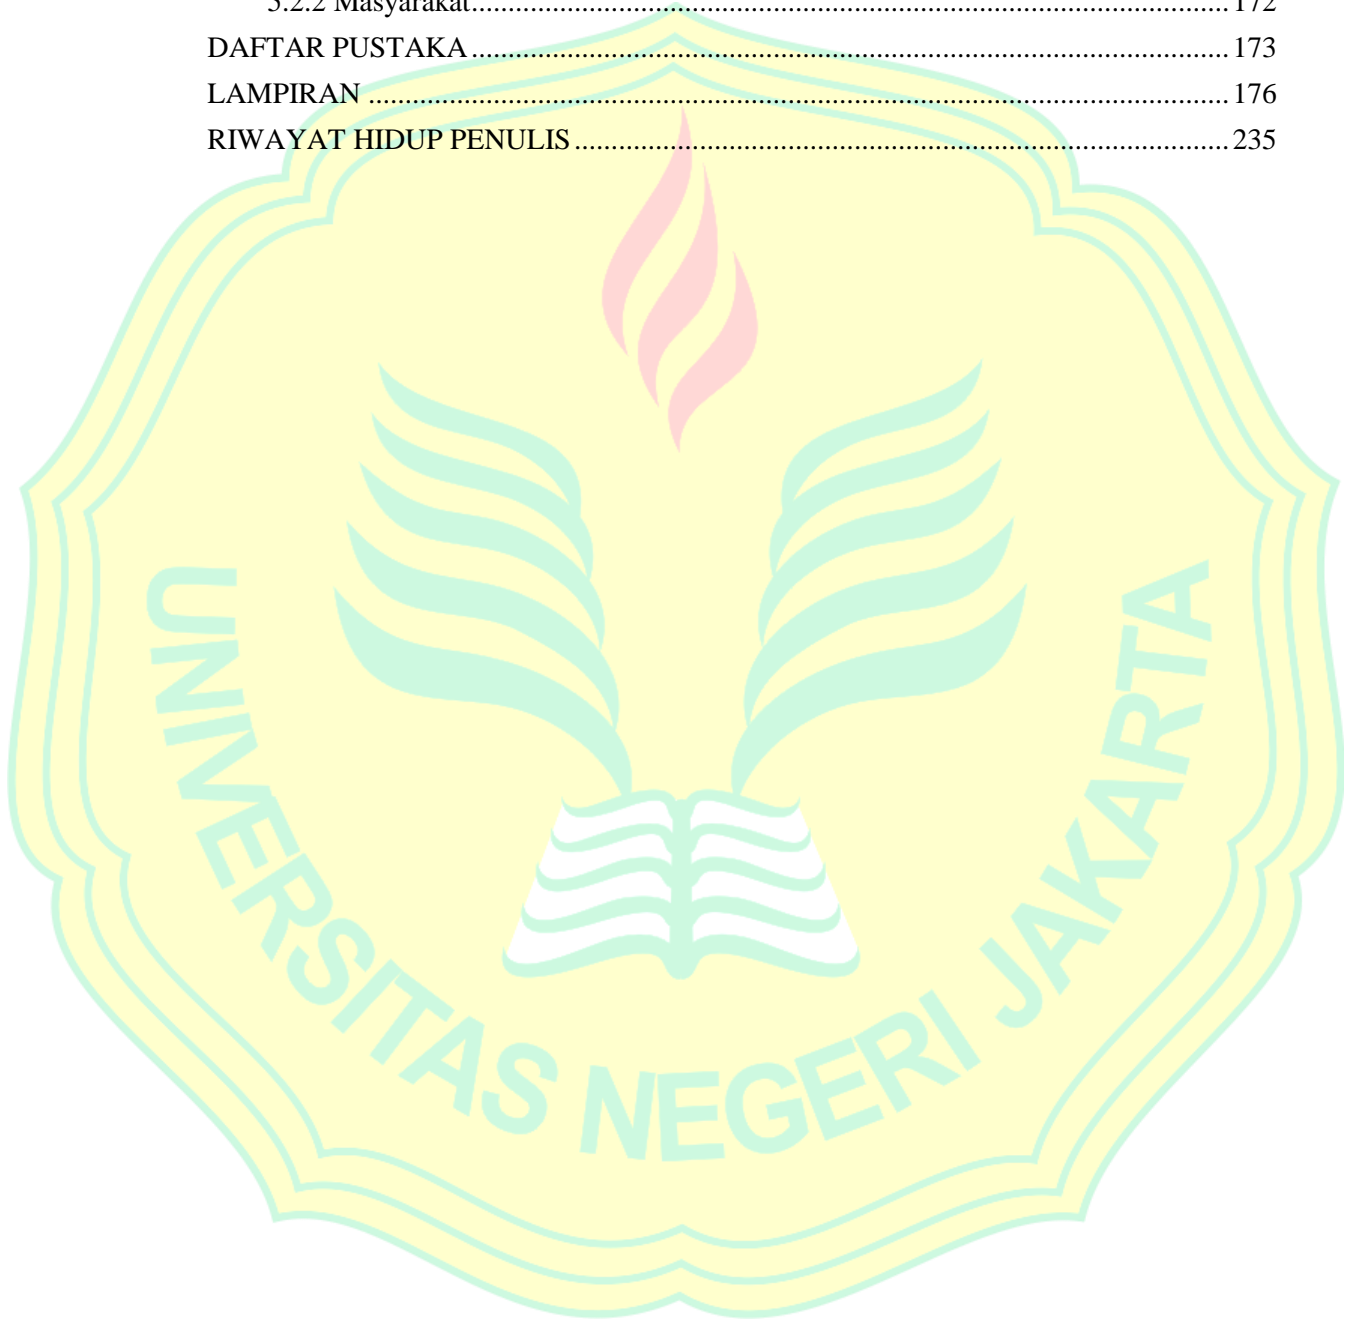 5.2.2 Masyarakat.......................................................................................................... 172
DAFTAR PUSTAKA.......................................................................................................... 173
LAMPIRAN .......................................................................................................... 176
RIWAYAT HIDUP PENULIS.......................................................................................... 235
UNIVERSITAS NEGERI JAKARTA